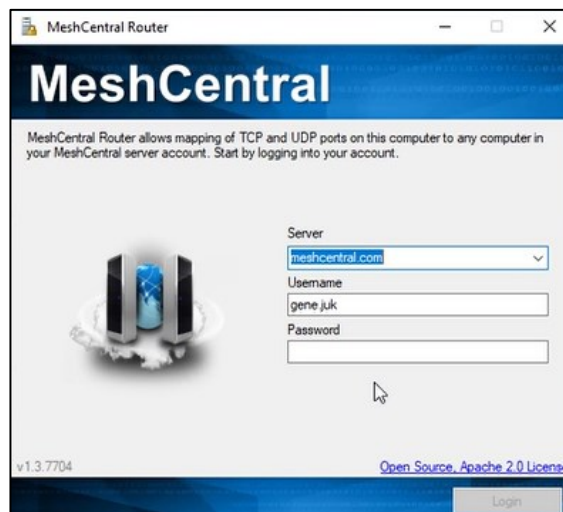 MeshCentral Router
MeshCentral
MeshCentral Router allows mapping of TCP and UDP ports on this computer to any computer in
your MeshCentral server account. Start by logging into your account.
Server
meshcentral.com
Username
gene.juk
Password
v1.3.7704
Open Source, Apache 2.0 License
Login